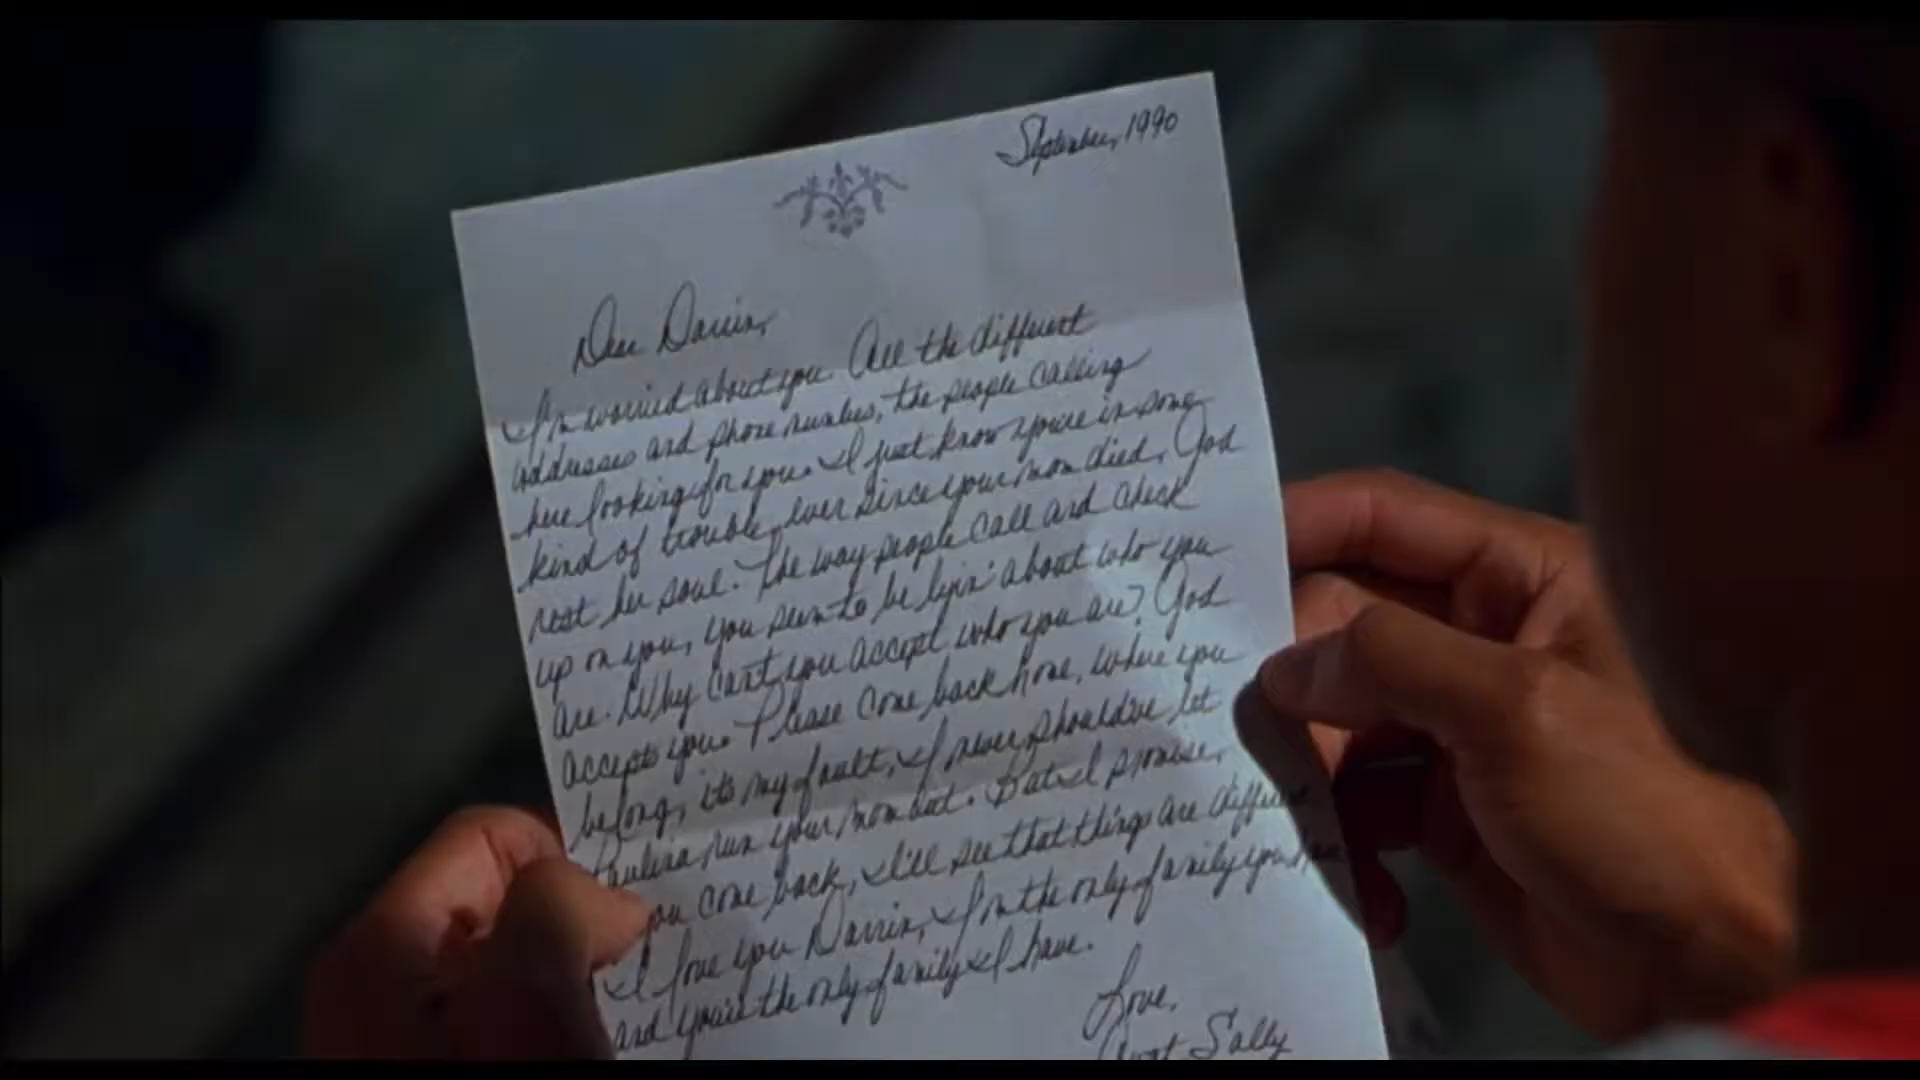 September, 1990
Dear Darrin,
I'm worried about you. All the different
addresses and phone numbers, the people calling
here looking for you. I just know you're in some
kind of trouble ever since your mom died, God
rest her soul. The way people call and check
up on you, you seem to be lyin' about who you
are. Why can't you accept who you are? God
accepts you. Please come back home, where you
belong, it's my fault, I never should've let
Paulina run your mom out. But I promise,
you come back, I'll see that things are different
I love you Darrin, I'm the only family you have
and you're the only family I have.
Love,
Aunt Sally